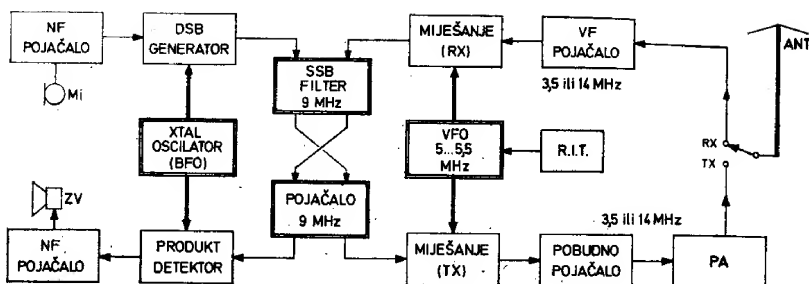 NF
POJAČALO
Mi
DSB
GENERATOR
SSB
FILTER
9 MHz
MIJEŠANJE
(RX)
VF
POJAČALO
3,5 ili 14 MHz
ANT
XTAL
OSCILATOR
(BFO)
VFO
5...5,5
MHz
R.I.T.
RX
TX
POJAČALO
9 MHz
ZV
NF
POJAČALO
PRODUKT
DETEKTOR
MIJEŠANJE
(TX)
POBUDNO
POJAČALO
3,5 ili 14 MHz
PA